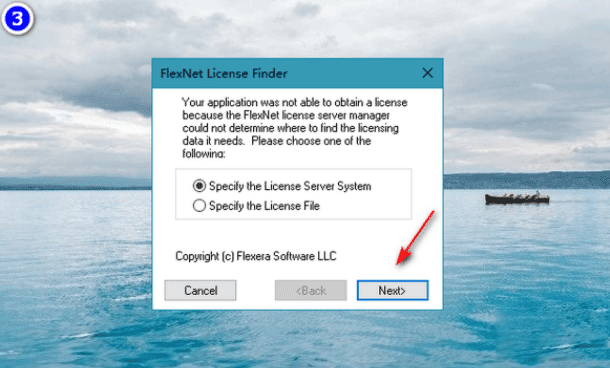 3
FlexNet License Finder
Your application was not able to obtain a license
because the FlexNet license server manager
could not determine where to find the licensing
data it needs.  Please choose one of the
following:
Specify the License Server System
Specify the License File
Copyright (c) Flexera Software LLC
Cancel
<Back
Next>